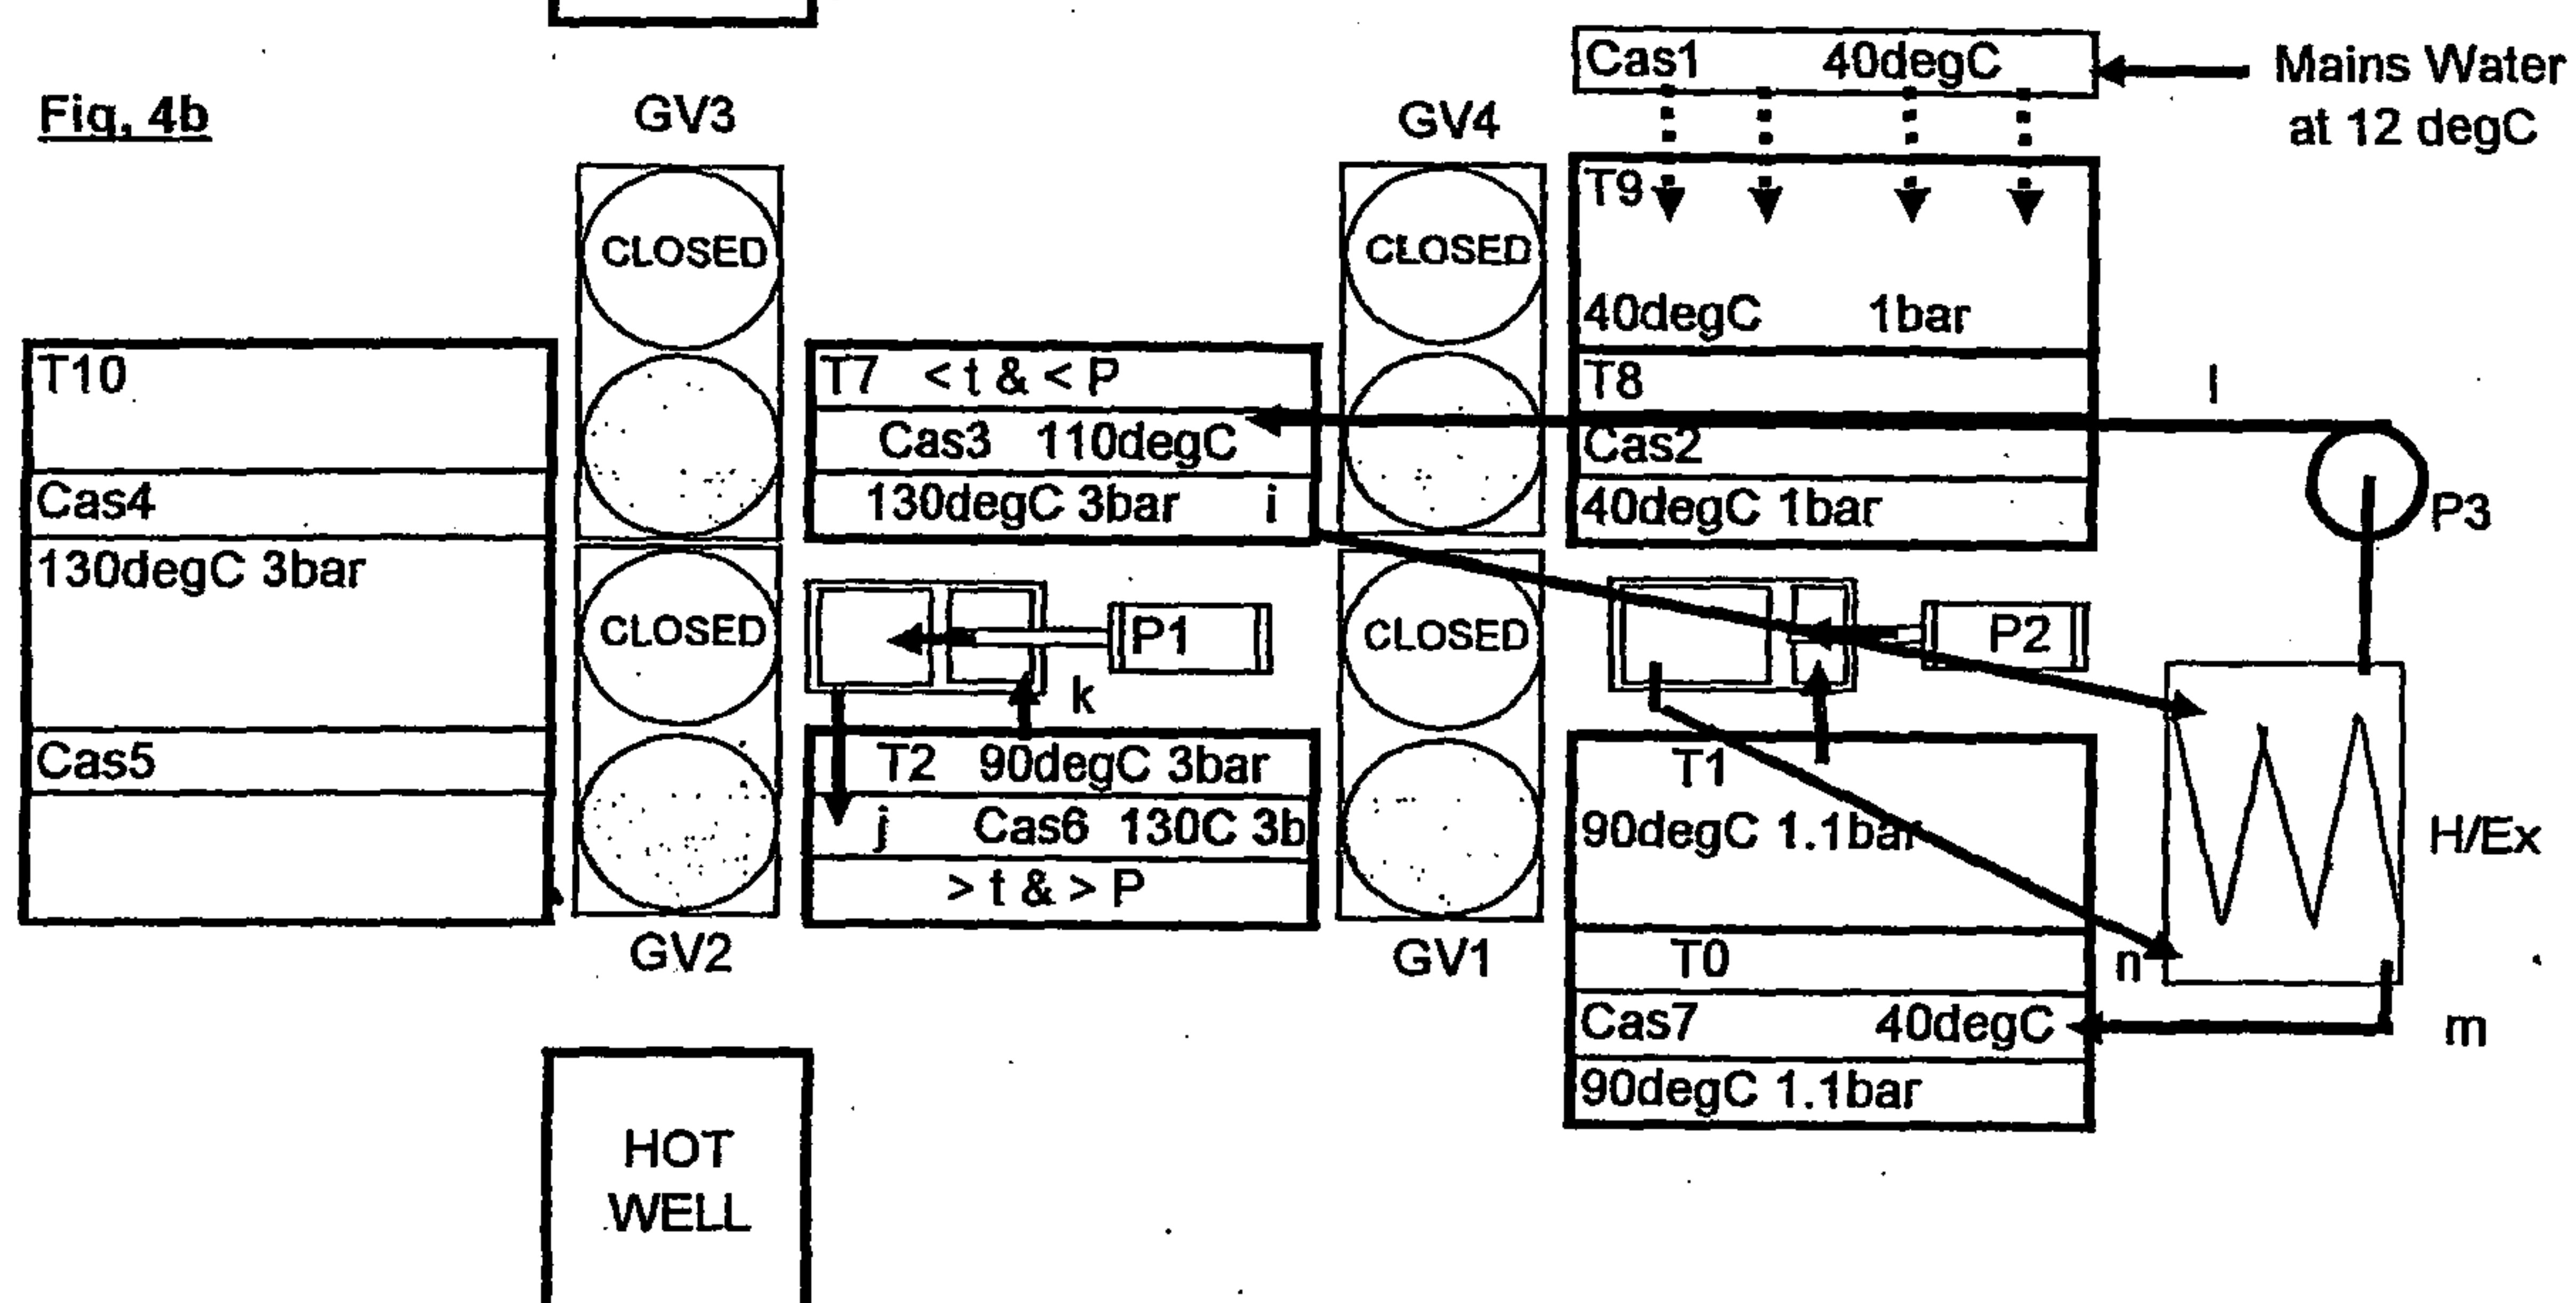 Fig. 4b
GV3
GV4
Cas1 40degC
Mains Water
at 12 degC
CLOSED
CLOSED
T9
40degC 1bar
T10
Cas4
130degC 3bar
Cas5
T7 < t & < P
Cas3 110degC
130degC 3bar i
T8
Cas2
40degC 1bar
l
P3
CLOSED
P1
k
CLOSED
P2
T2 90degC 3bar
j Cas6 130C 3b
> t & > P
T1
90degC 1.1bar
T0
Cas7 40degC
90degC 1.1bar
H/Ex
n
m
GV2
GV1
HOT
WELL